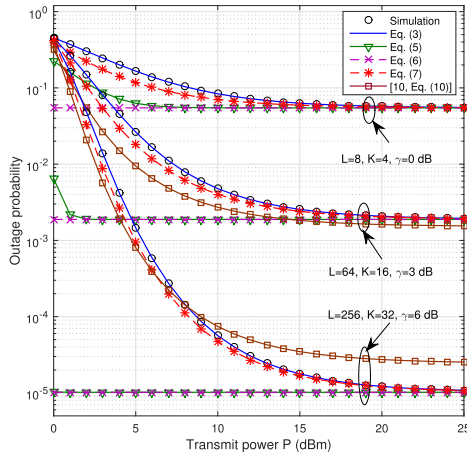 Simulation
Eq. (3)
Eq. (5)
Eq. (6)
Eq. (7)
[10, Eq. (10)]
10^0
10^-1
10^-2
10^-3
10^-4
10^-5
Outage probability
L=8, K=4, γ=0 dB
L=64, K=16, γ=3 dB
L=256, K=32, γ=6 dB
0 5 10 15 20 25
Transmit power P (dBm)